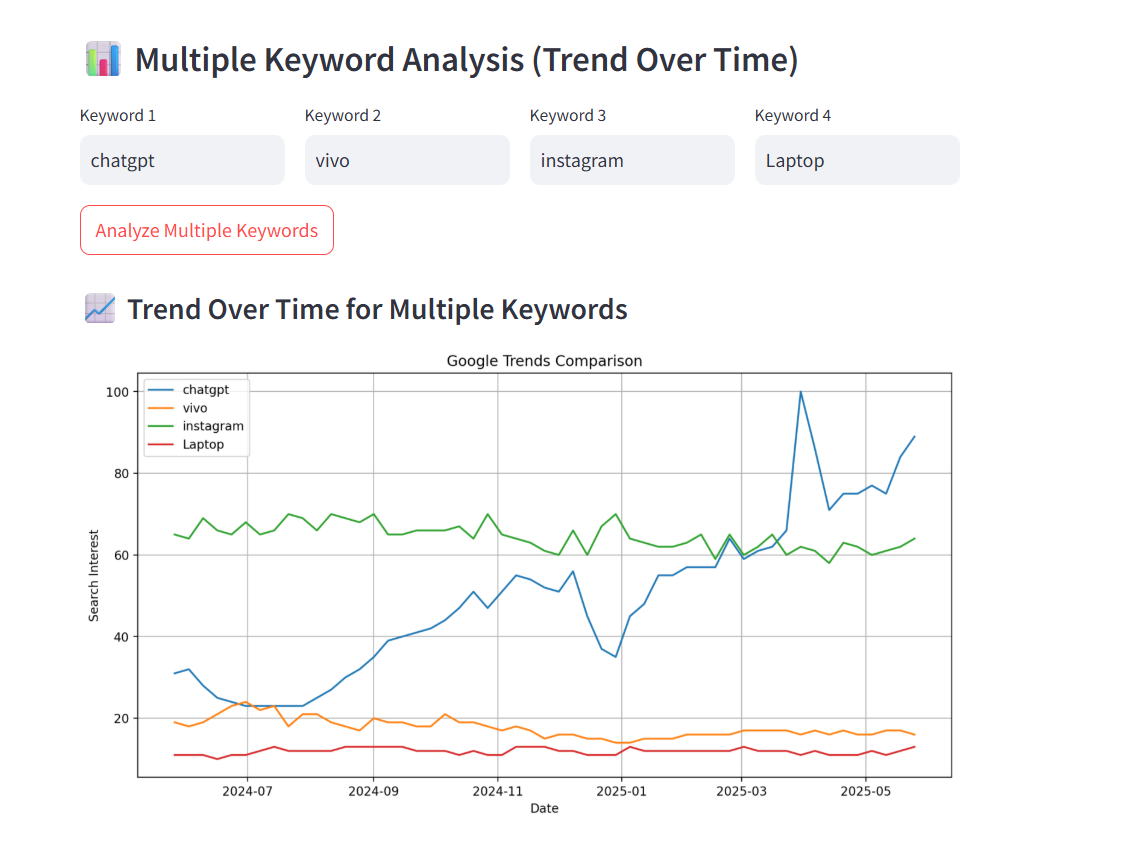 Multiple Keyword Analysis (Trend Over Time)
Keyword 1 Keyword 2 Keyword 3 Keyword 4
chatgpt vivo instagram Laptop
Analyze Multiple Keywords
Trend Over Time for Multiple Keywords
Google Trends Comparison
chatgpt
vivo
instagram
Laptop
100
80
60
40
20
Search Interest
2024-07 2024-09 2024-11 2025-01 2025-03 2025-05
Date